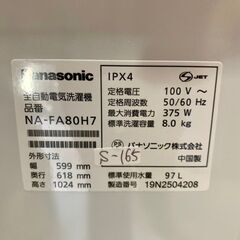 Panasonic
全自動電気洗濯機
品番
NA-FA80H7
外形寸法
幅 : 599 mm
奥行 : 618 mm
高さ : 1024 mm
S-165
IPX4
JET
定格電圧 : 100 V~
定格周波数 : 50/60 Hz
最大消費電力 : 375 W
標準洗濯容量 : 8.0 kg
PS E パナソニック株式会社
中国製
標準使用水量 : 97 L
製造番号 : 19N2504208